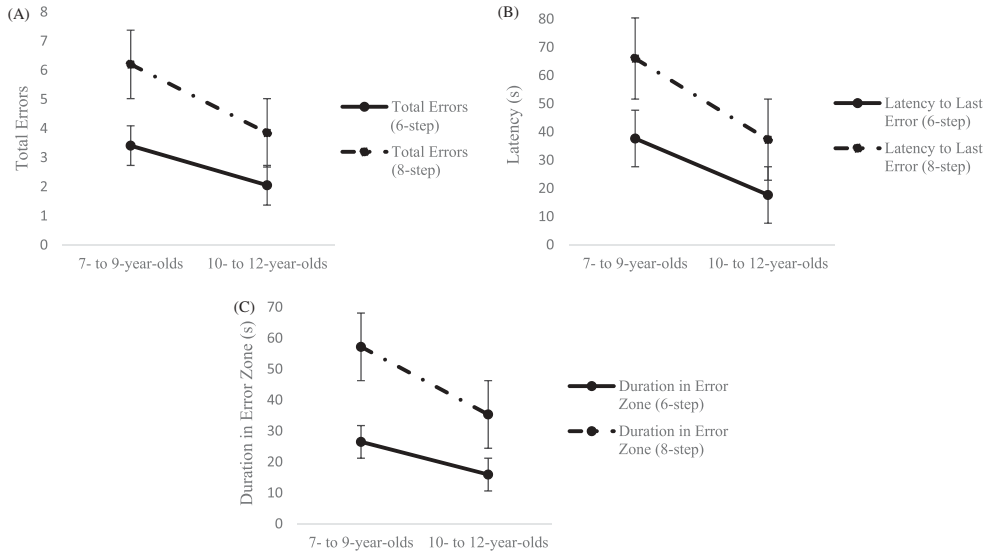 (A)
8
7
6
5
4
3
2
1
0
Total Errors
7- to 9-year-olds
10- to 12-year-olds
Total Errors
(6-step)
Total Errors
(8-step)
(B)
80
70
60
50
40
30
20
10
0
Latency (s)
7- to 9-year-olds
10- to 12-year-olds
Latency to Last
Error (6-step)
Latency to Last
Error (8-step)
(C)
70
60
50
40
30
20
10
0
Duration in Error Zone (s)
7- to 9-year-olds
10- to 12-year-olds
Duration in Error
Zone (6-step)
Duration in Error
Zone (8-step)